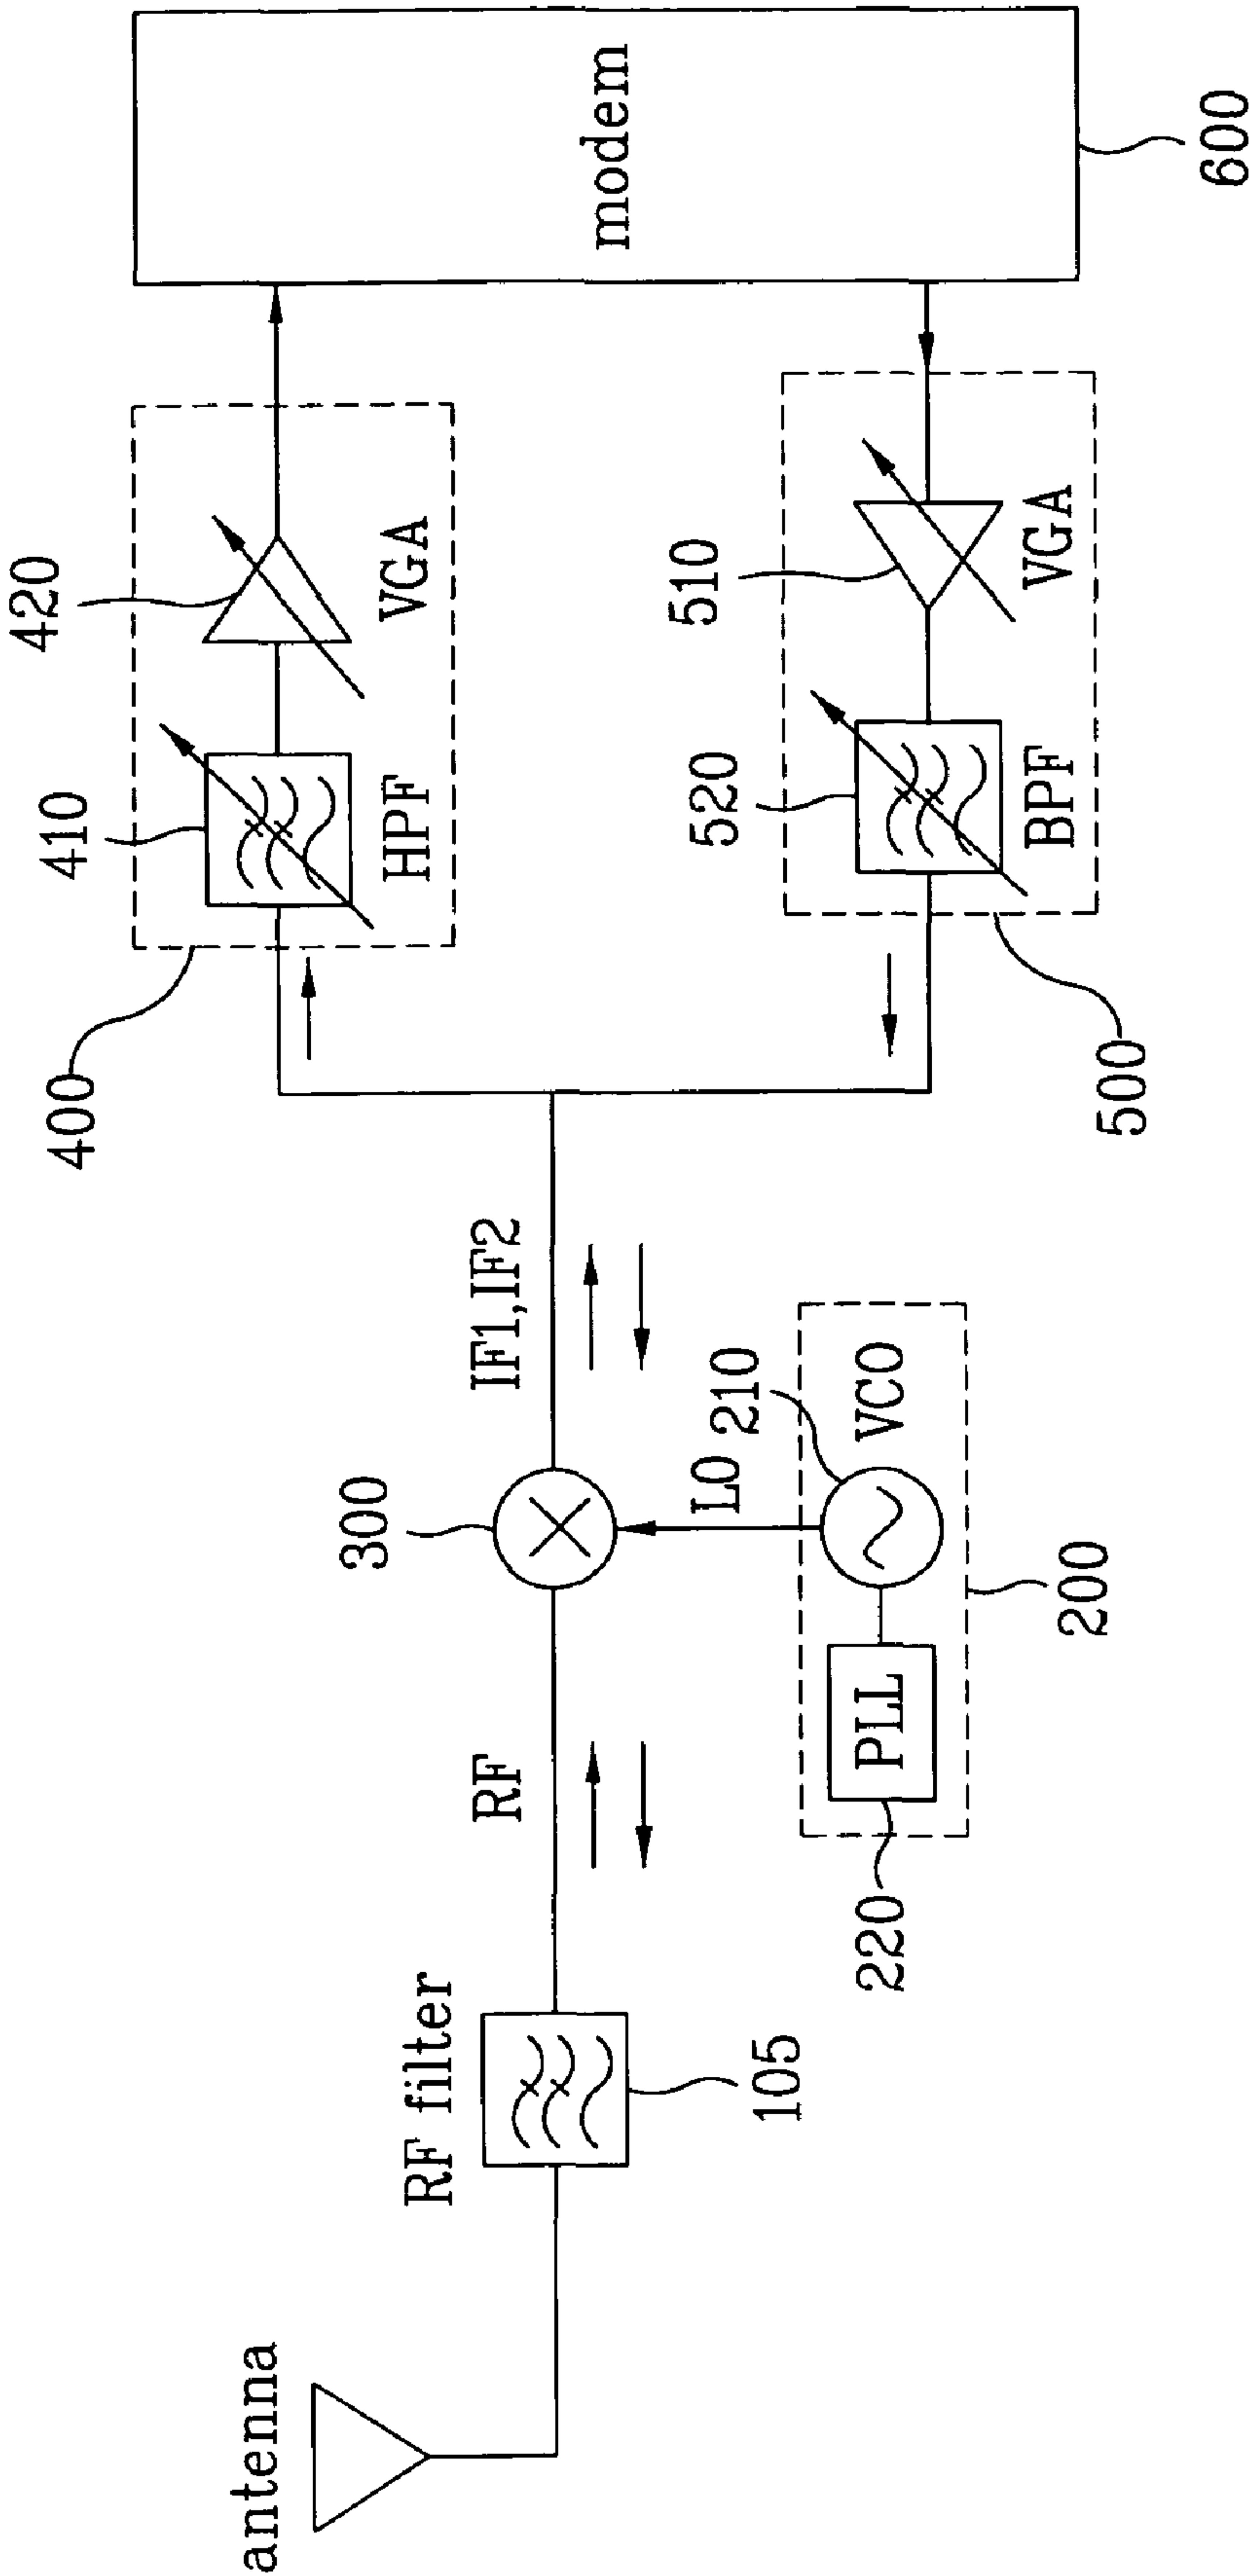 antenna
RF filter
105
RF
300
LO
210
VCO
PLL
220
200
IF1,IF2
400
410
HPF
420
VGA
500
520
BPF
510
VGA
modem
600